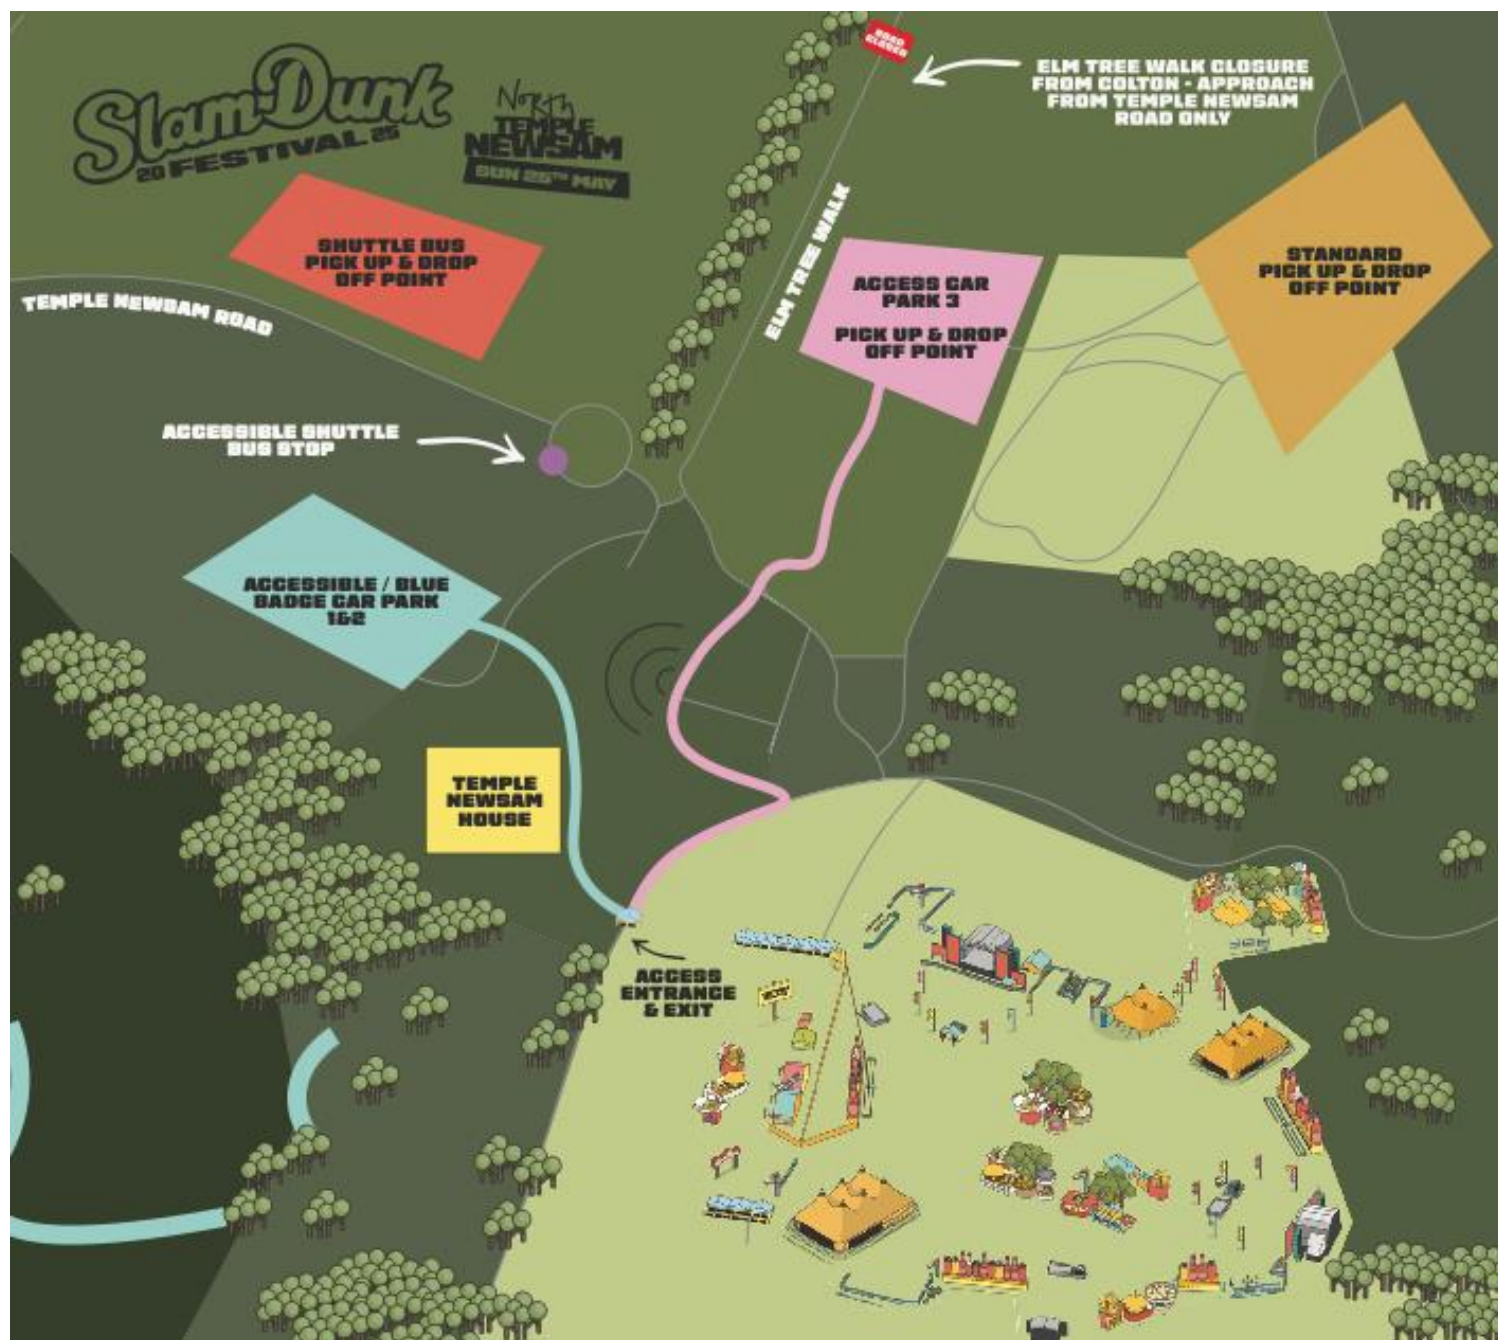 Slam Dunk
20 FESTIVAL 25
North
TEMPLE
NEWSAM
SUN 25TH MAY
ROAD
CLOSED
ELM TREE WALK CLOSURE
FROM COLTON - APPROACH
FROM TEMPLE NEWSAM
ROAD ONLY
SHUTTLE BUS
PICK UP & DROP
OFF POINT
TEMPLE NEWSAM ROAD
ELM TREE WALK
ACCESS CAR
PARK 3
PICK UP & DROP
OFF POINT
STANDARD
PICK UP & DROP
OFF POINT
ACCESSIBLE SHUTTLE
BUS STOP
ACCESSIBLE / BLUE
BADGE CAR PARK
1&2
TEMPLE
NEWSAM
HOUSE
ACCESS
ENTRANCE
& EXIT